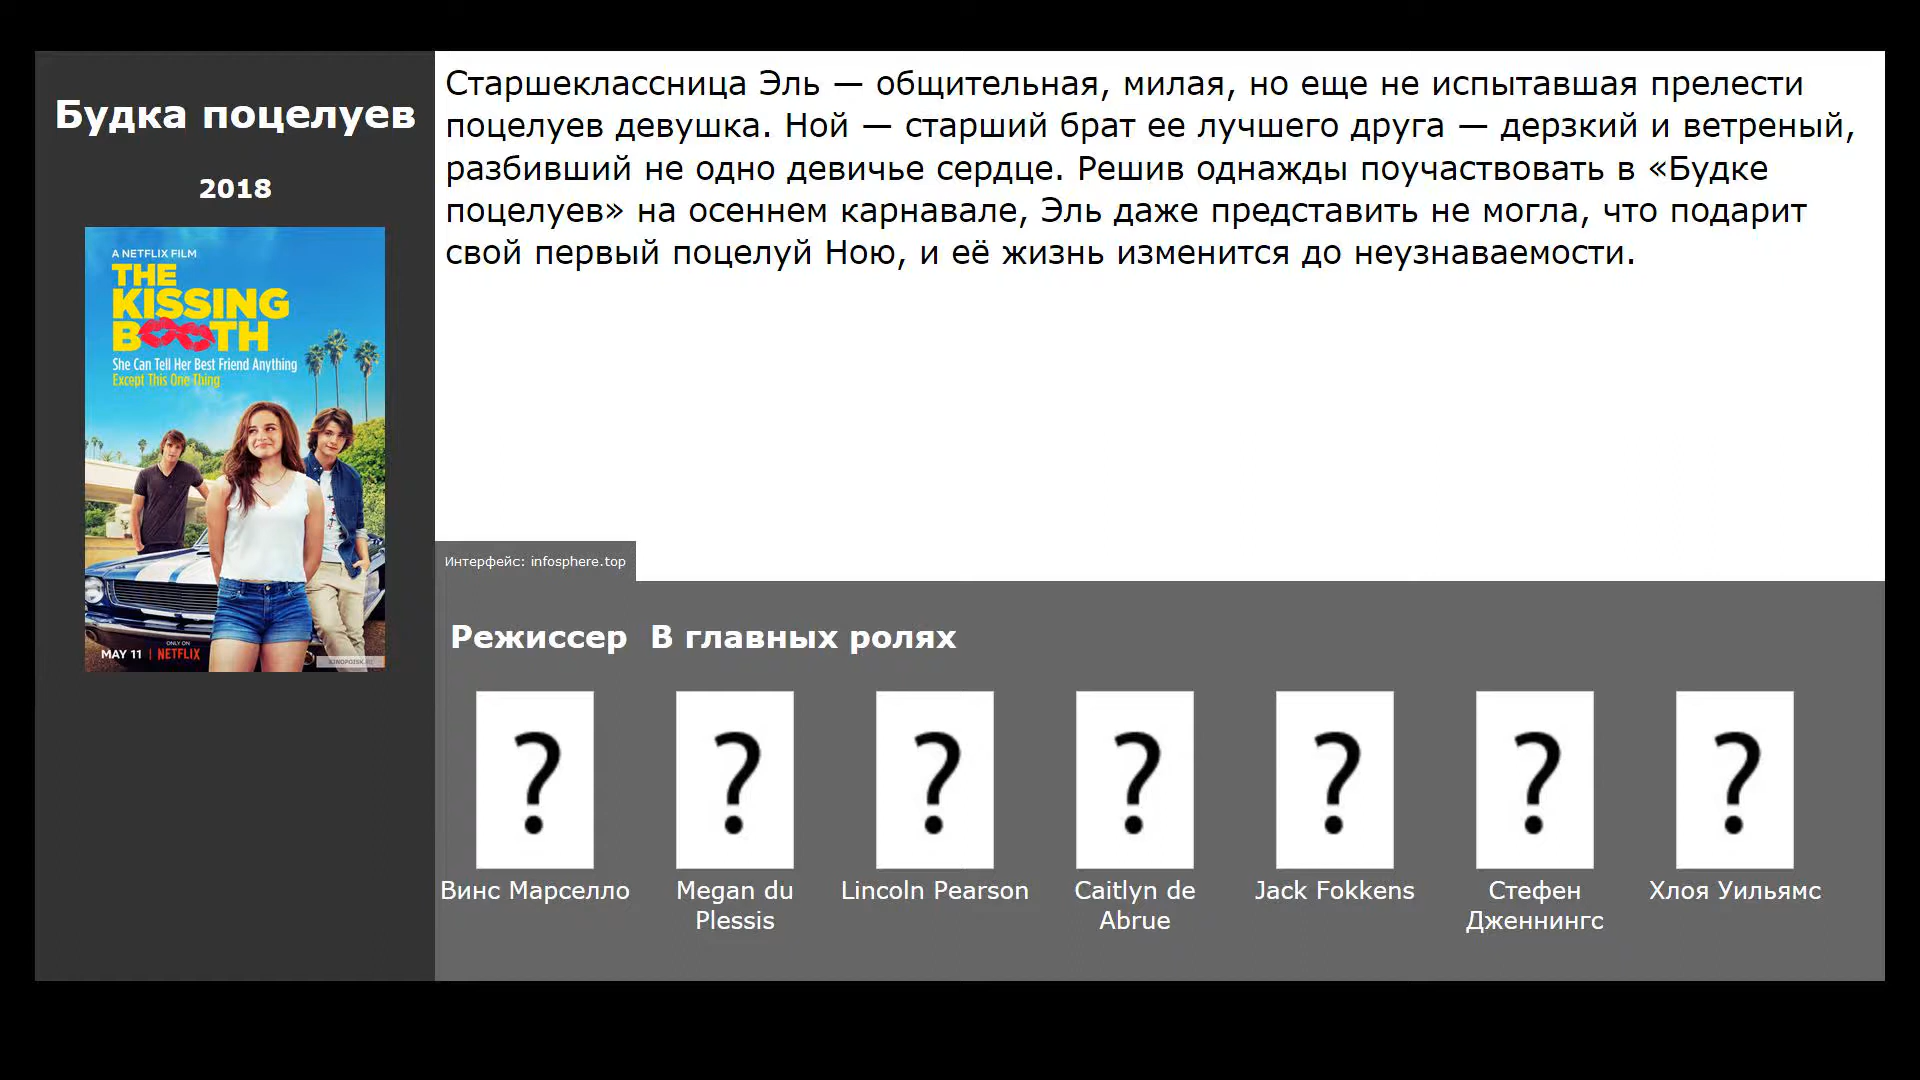 Будка поцелуев
2018
A NETFLIX FILM
THE
KISSING
BOOTH
She Can Tell Her Best Friend Anything
Except This One Thing
ONLY ON
MAY 11 | NETFLIX
KINOPOISK.RU
Старшеклассница Эль — общительная, милая, но еще не испытавшая прелести
поцелуев девушка. Ной — старший брат ее лучшего друга — дерзкий и ветреный,
разбивший не одно девичье сердце. Решив однажды поучаствовать в «Будке
поцелуев» на осеннем карнавале, Эль даже представить не могла, что подарит
свой первый поцелуй Ною, и её жизнь изменится до неузнаваемости.
Интерфейс: infosphere.top
Режиссер В главных ролях
? ? ? ? ? ? ?
Винс Марселло Megan du Lincoln Pearson Caitlyn de Jack Fokkens Стефен Хлоя Уильямс
Plessis Abrue Дженнингс